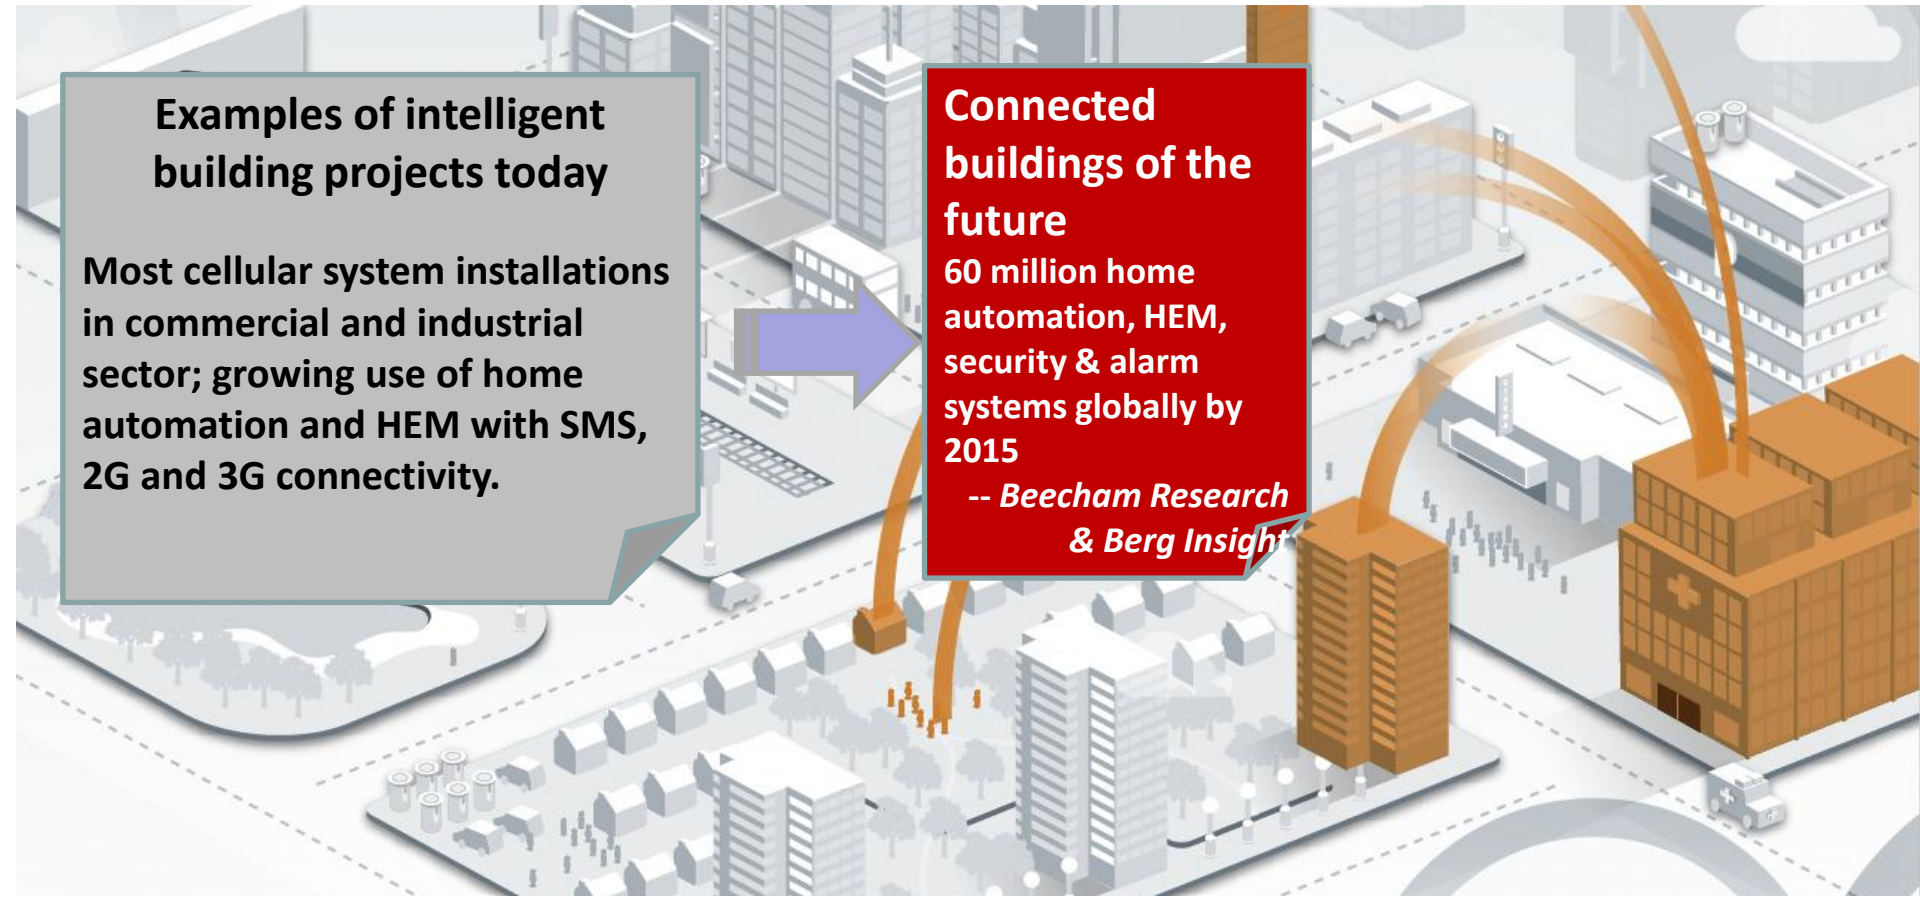 Examples of intelligent
building projects today
Most cellular system installations
in commercial and industrial
sector; growing use of home
automation and HEM with SMS,
2G and 3G connectivity.
Connected
buildings of the
future
60 million home
automation, HEM,
security & alarm
systems globally by
2015
-- Beecham Research
& Berg Insight